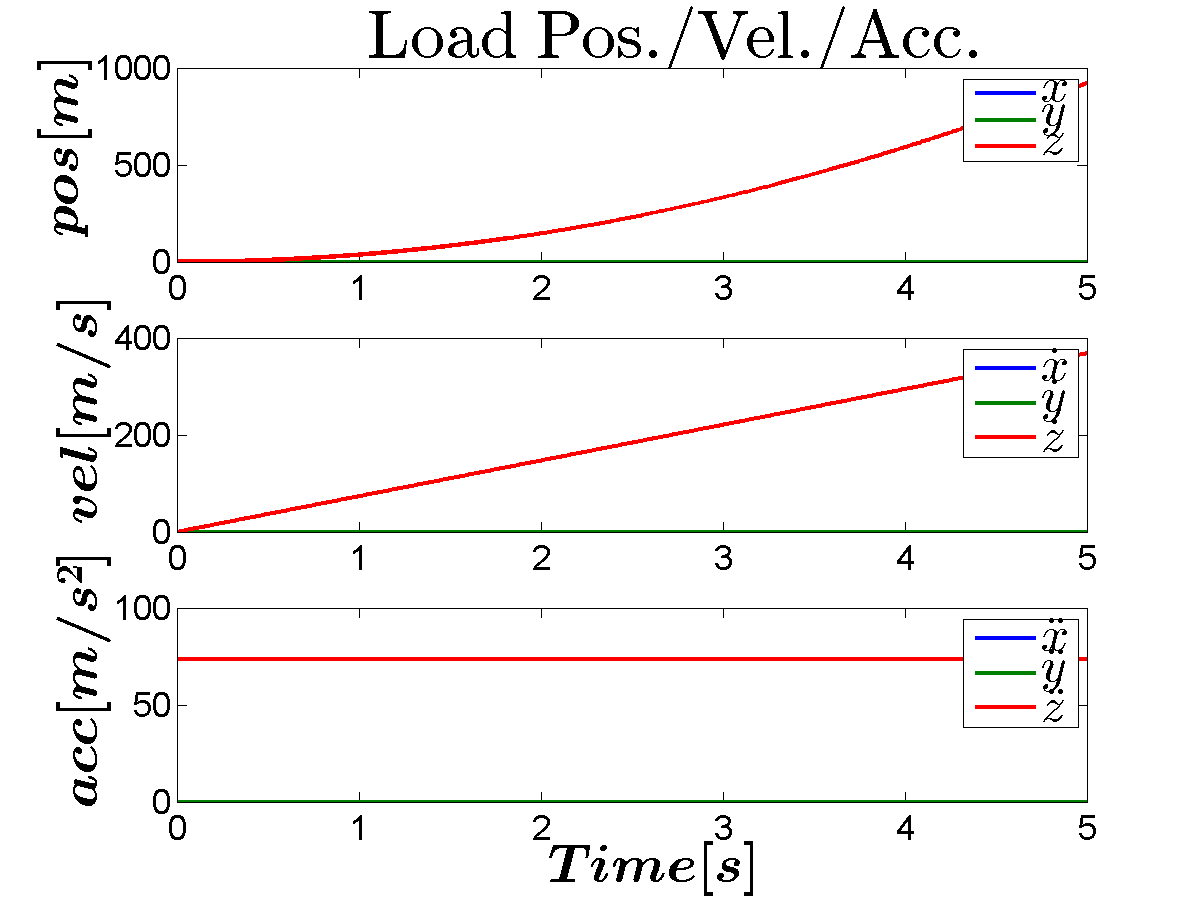 Load Pos./Vel./Acc.
pos[m]
1000
500
0
0 1 2 3 4 5
x
y
z
vel[m/s]
400
200
0
0 1 2 3 4 5
ẋ
ẏ
ż
acc[m/s²]
100
50
0
0 1 2 3 4 5
ẍ
ÿ
z̈
Time[s]